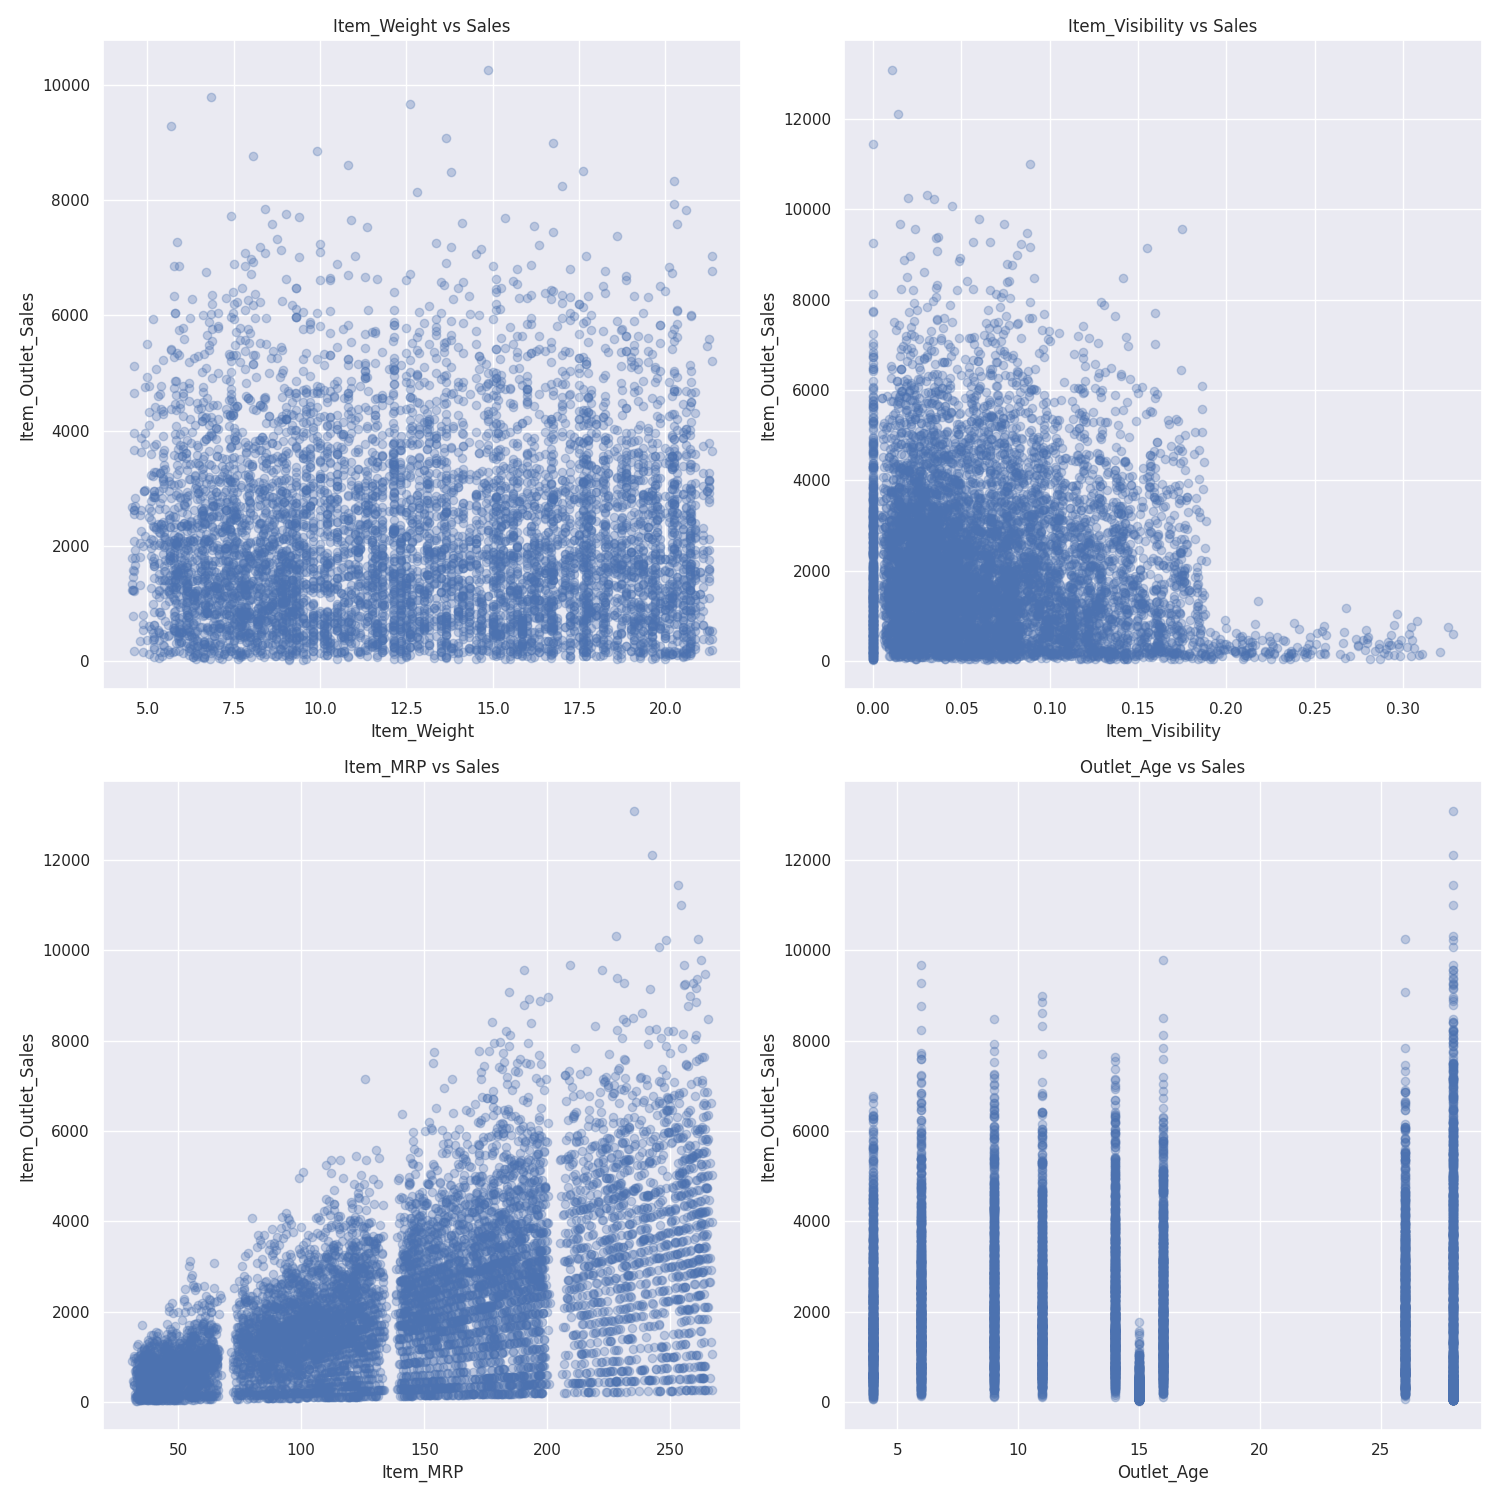 Item_Weight vs Sales
10000
8000
6000
4000
2000
0
Item_Outlet_Sales
5.0 7.5 10.0 12.5 15.0 17.5 20.0
Item_Weight
Item_Visibility vs Sales
12000
10000
8000
6000
4000
2000
0
Item_Outlet_Sales
0.00 0.05 0.10 0.15 0.20 0.25 0.30
Item_Visibility
Item_MRP vs Sales
12000
10000
8000
6000
4000
2000
0
Item_Outlet_Sales
50 100 150 200 250
Item_MRP
Outlet_Age vs Sales
12000
10000
8000
6000
4000
2000
0
Item_Outlet_Sales
5 10 15 20 25
Outlet_Age